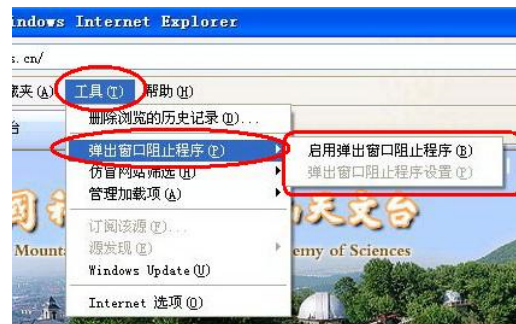 indows Internet Explorer
s.cn/
藏夹(A) 工具(T) 帮助(H)
台
删除浏览的历史记录(D)...
弹出窗口阻止程序(P)
启用弹出窗口阻止程序(B)
仿冒网站筛选(H)
弹出窗口阻止程序设置(P)
管理加载项(A)
订阅该源(F)...
源发现(E)
Windows Update(U)
Internet 选项(O)
天文台
Mount
emy of Sciences